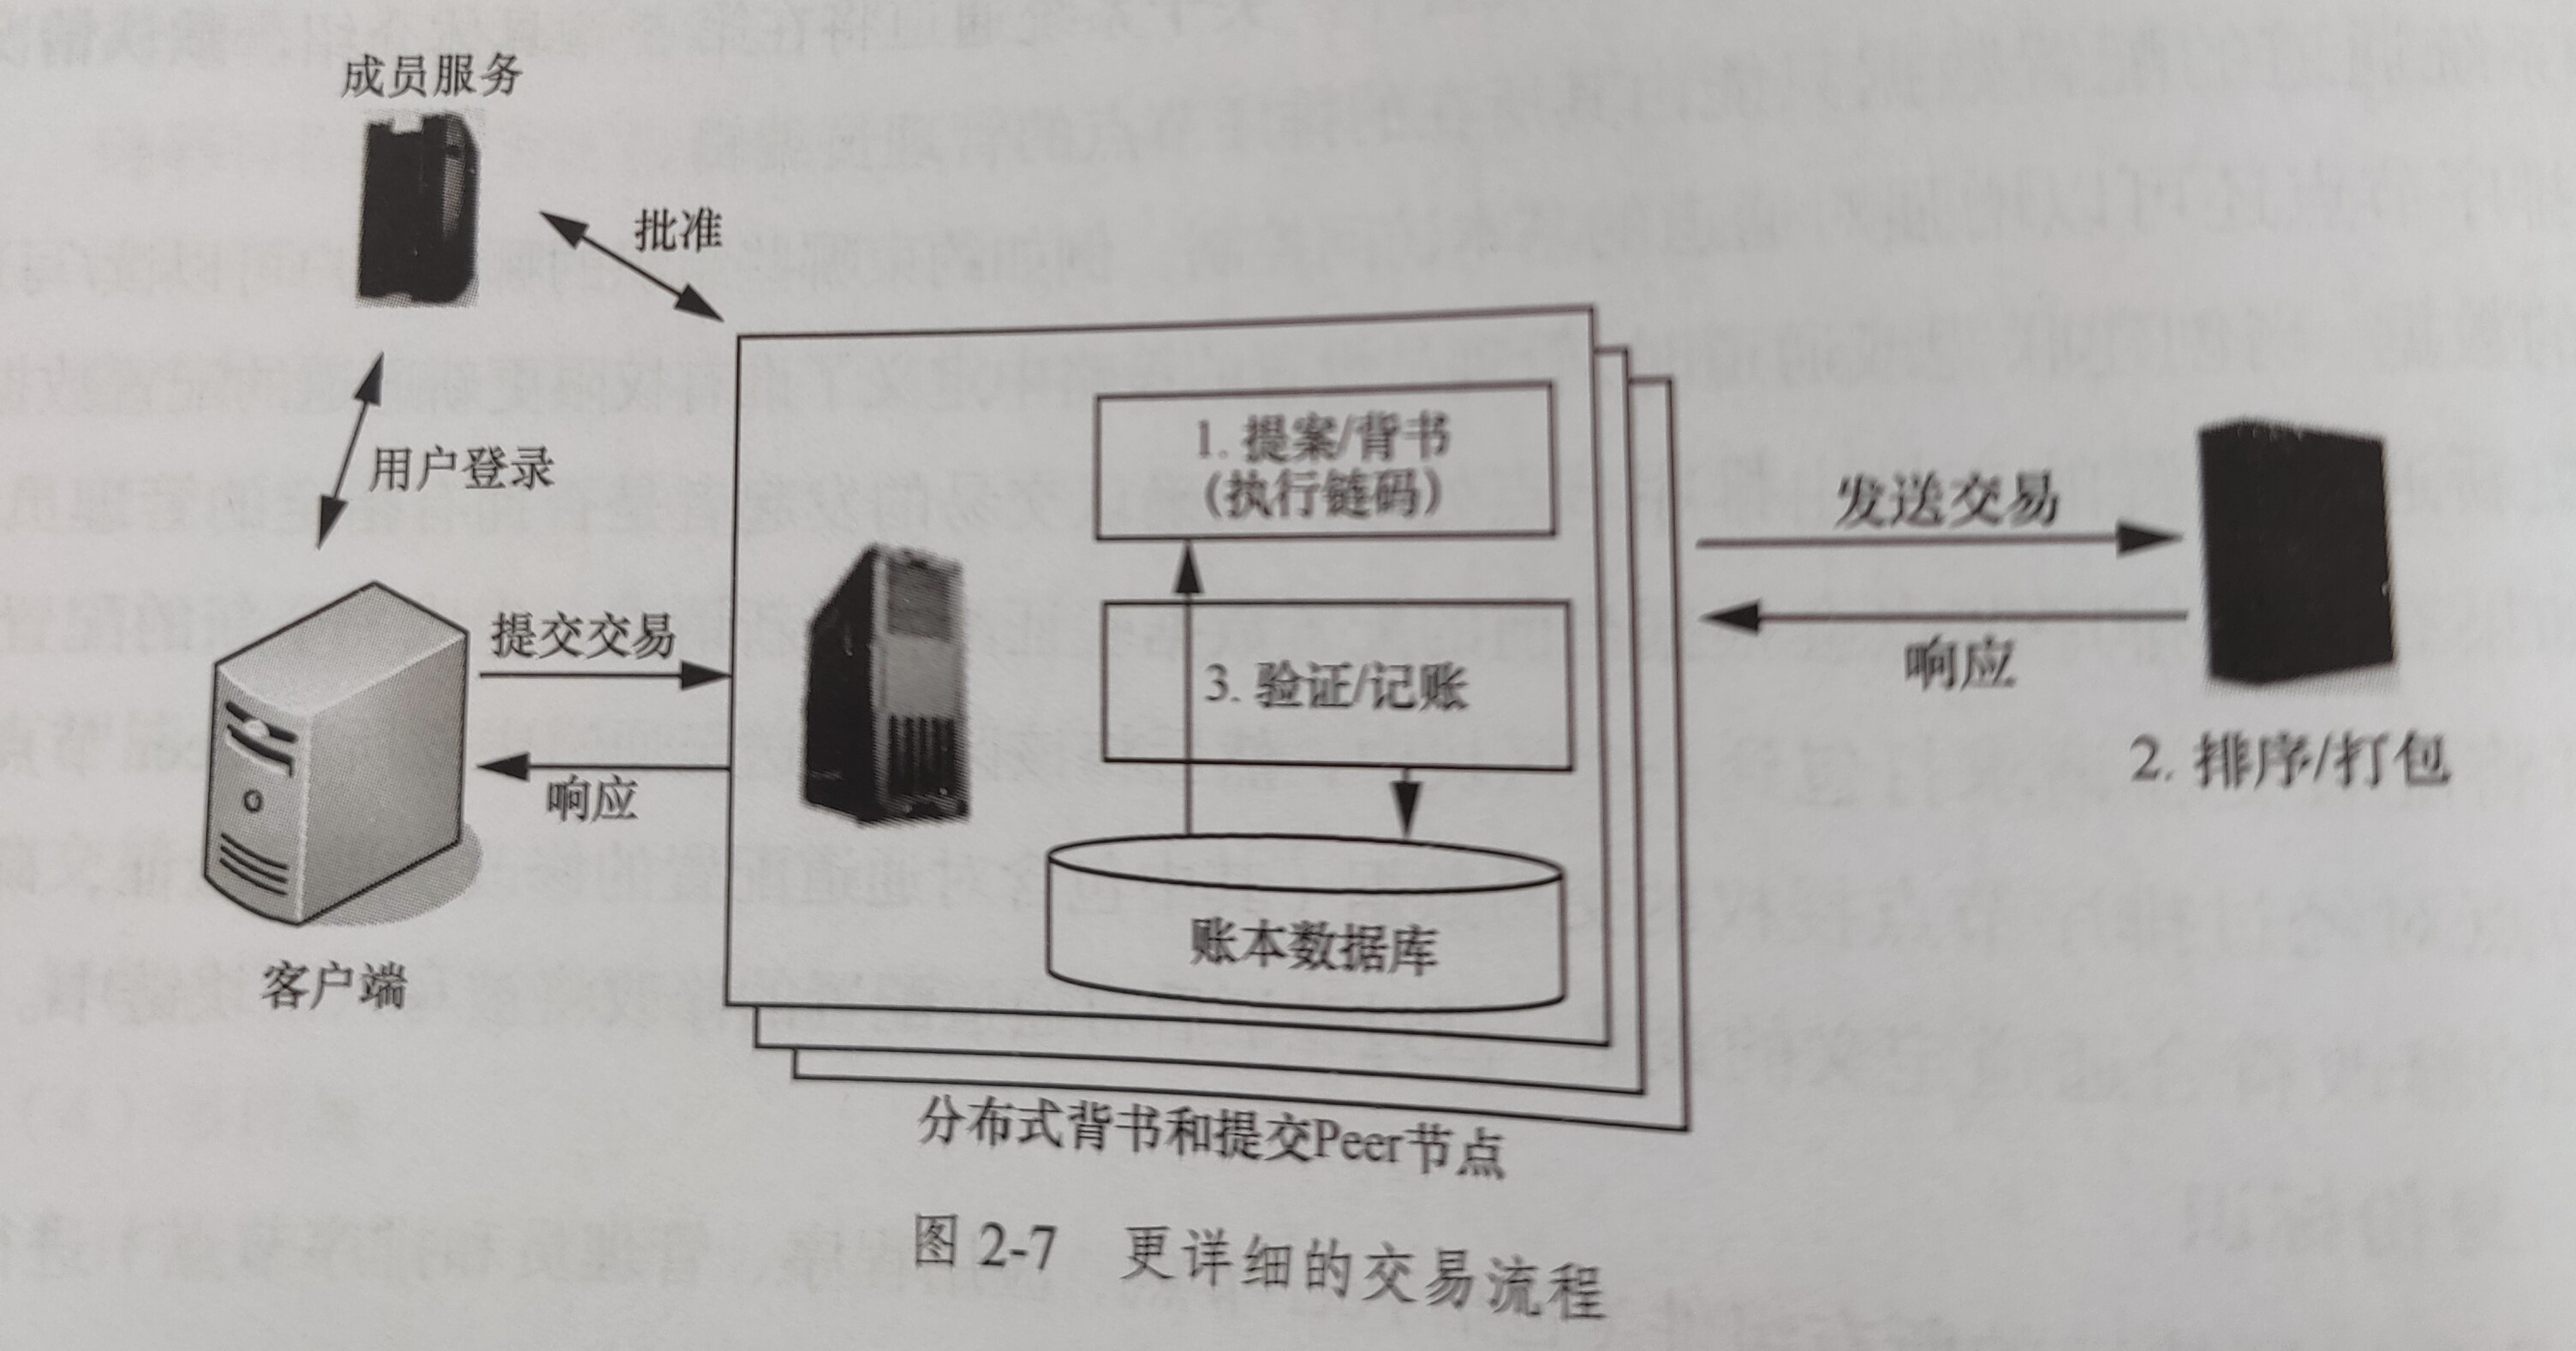 成员服务
批准
用户登录
1. 提案/背书
(执行链码)
发送交易
提交交易
3. 验证/记账
响应
响应
2. 排序/打包
账本数据库
客户端
分布式背书和提交Peer节点
图 2-7 更详细的交易流程